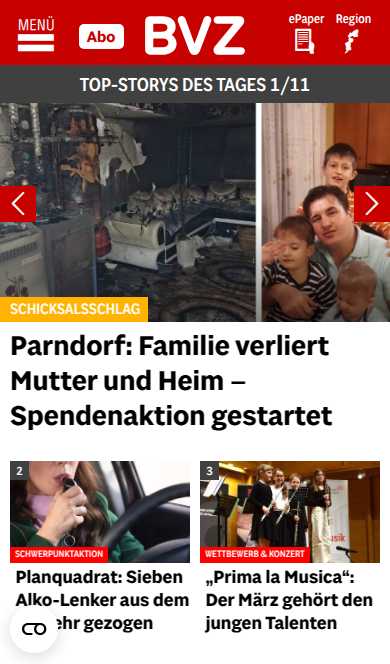 MENÜ
Abo
BVZ
ePaper
Region
TOP-STORYS DES TAGES 1/11
SCHICKSALSSCHLAG
Parndorf: Familie verliert
Mutter und Heim –
Spendenaktion gestartet
2
SCHWERPUNKTAKTION
Planquadrat: Sieben
Alko-Lenker aus dem
gezogen
3
WETTBEWERB & KONZERT
„Prima la Musica“:
Der März gehört den
jungen Talenten